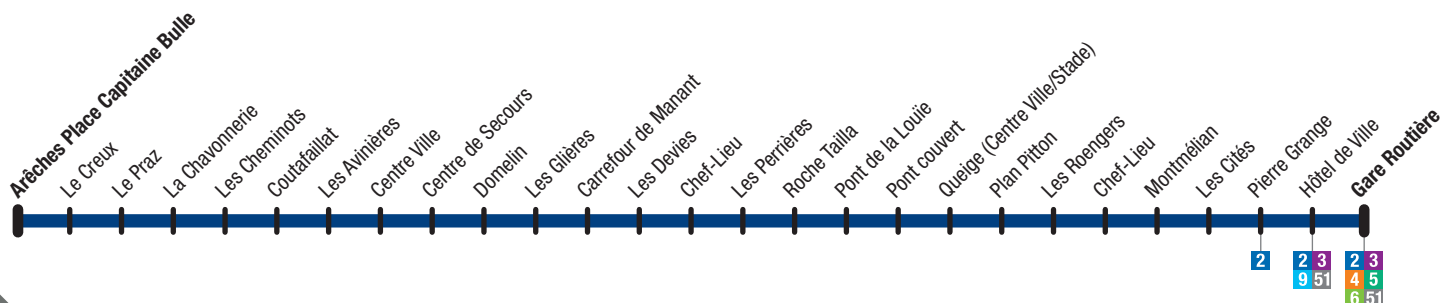 Arêches Place Capitaine Bulle
Le Creux
Le Praz
La Chavonnerie
Les Cheminots
Coutafaillat
Les Avinières
Centre Ville
Centre de Secours
Domelin
Les Glières
Carrefour de Manant
Les Devies
Chef-Lieu
Les Perrières
Roche Tailla
Pont de la Louïe
Pont couvert
Queige (Centre Ville/Stade)
Plan Pitton
Les Roengers
Chef-Lieu
Montmélian
Les Cités
Pierre Grange
Hôtel de Ville
Gare Routière
2
2 3
9 51
2 3
4 5
6 51